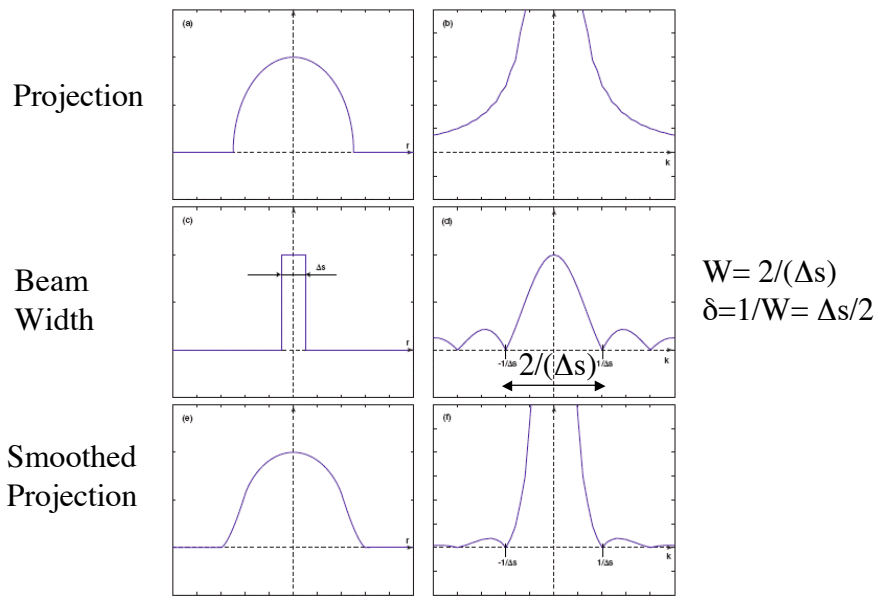 (a)
(b)
Projection
r
k
(c)
(d)
Δs
Beam
Width
W= 2/(Δs)
δ=1/W= Δs/2
r
k
-1/Δs
2/(Δs)
1/Δs
(e)
(f)
Smoothed
Projection
r
k
-1/Δs
1/Δs